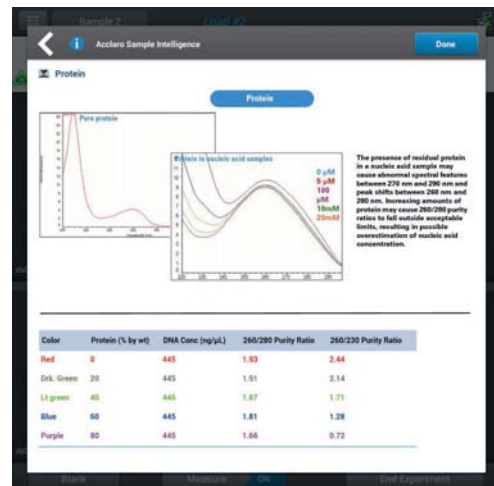 Sample 2
Load #2
Acclaro Sample Intelligence
Done
Protein
Protein
Pure protein
Protein in nucleic acid samples
0 µM
5 µM
100
µM
10mM
20mM
The presence of residual protein
in a nucleic acid sample may
cause abnormal spectral features
between 270 nm and 290 nm and
peak shifts between 260 nm and
280 nm. Increasing amounts of
protein may cause 260/280 purity
ratios to fall outside acceptable
limits, resulting in possible
overestimation of nucleic acid
concentration.
Color Protein (% by wt) DNA Conc (ng/µL) 260/280 Purity Ratio 260/230 Purity Ratio
Red 0 445 1.93 2.44
Drk. Green 20 445 1.91 2.14
Lt green 40 445 1.87 1.71
Blue 60 445 1.81 1.28
Purple 80 445 1.66 0.72
Blank Measure ON End Experiment